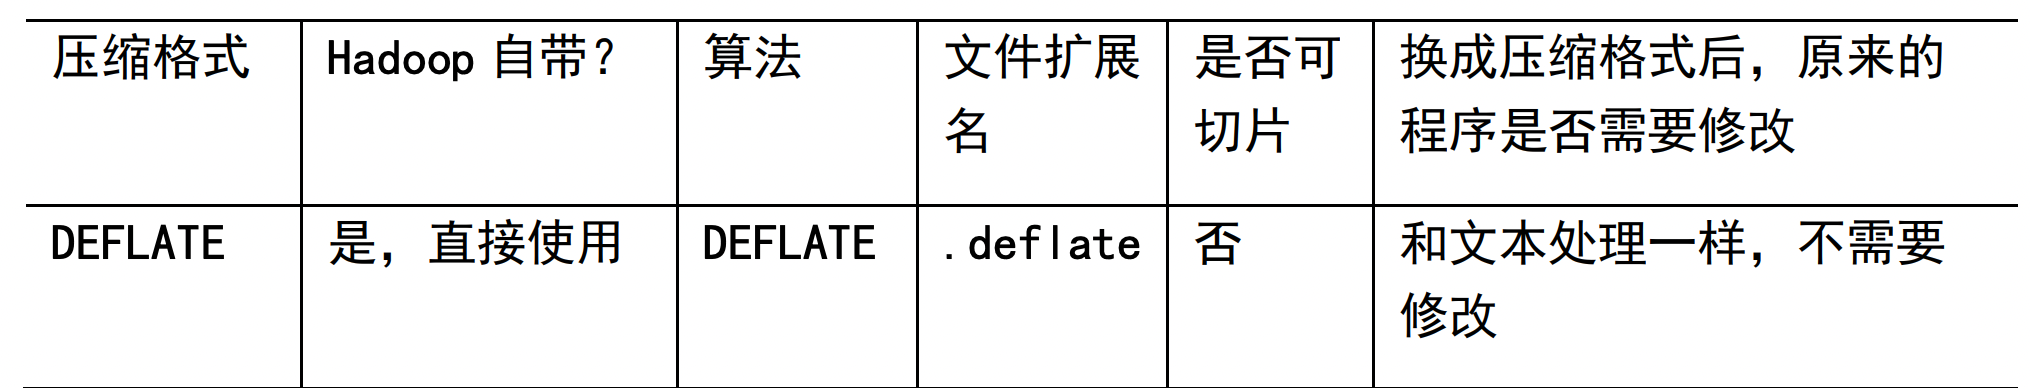 压缩格式 Hadoop 自带? 算法 文件扩展 是否可 换成压缩格式后，原来的
名 切片 程序是否需要修改
DEFLATE 是，直接使用 DEFLATE .deflate 否 和文本处理一样，不需要
修改